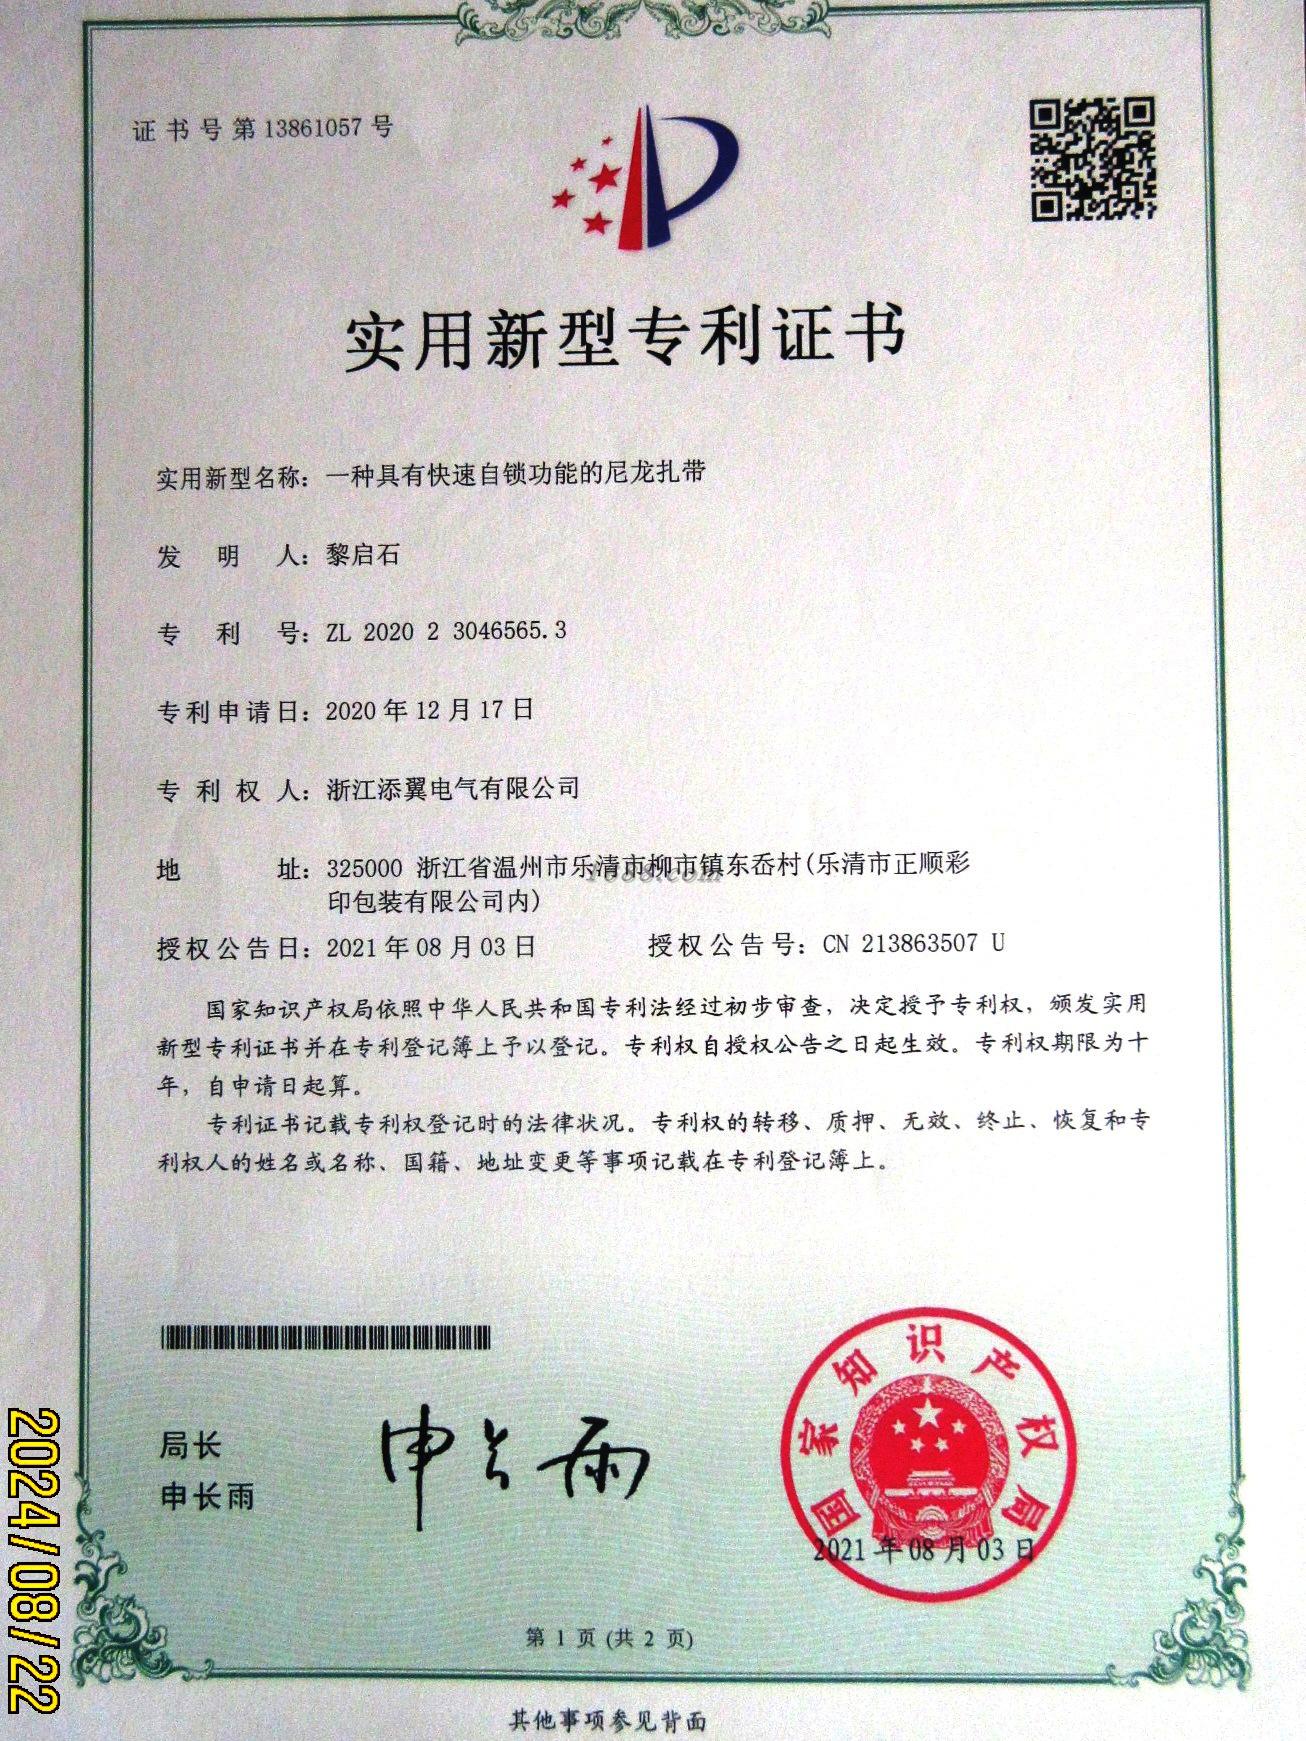 证书号第13861057号
实用新型专利证书
实用新型名称：一种具有快速自锁功能的尼龙扎带
发明人：黎启石
专利号：ZL 2020 2 3046565.3
专利申请日：2020年12月17日
专利权人：浙江添翼电气有限公司
地址：325000 浙江省温州市乐清市柳市镇东岙村(乐清市正顺彩
印包装有限公司内)
授权公告日：2021年08月03日 授权公告号：CN 213863507 U
国家知识产权局依照中华人民共和国专利法经过初步审查，决定授予专利权，颁发实用
新型专利证书并在专利登记簿上予以登记。专利权自授权公告之日起生效。专利权期限为十
年，自申请日起算。
专利证书记载专利权登记时的法律状况。专利权的转移、质押、无效、终止、恢复和专
利权人的姓名或名称、国籍、地址变更等事项记载在专利登记簿上。
局长
申长雨
申长雨
国家知识产权局
2021年08月03日
第 1 页 (共 2 页)
其他事项参见背面
2024/08/22